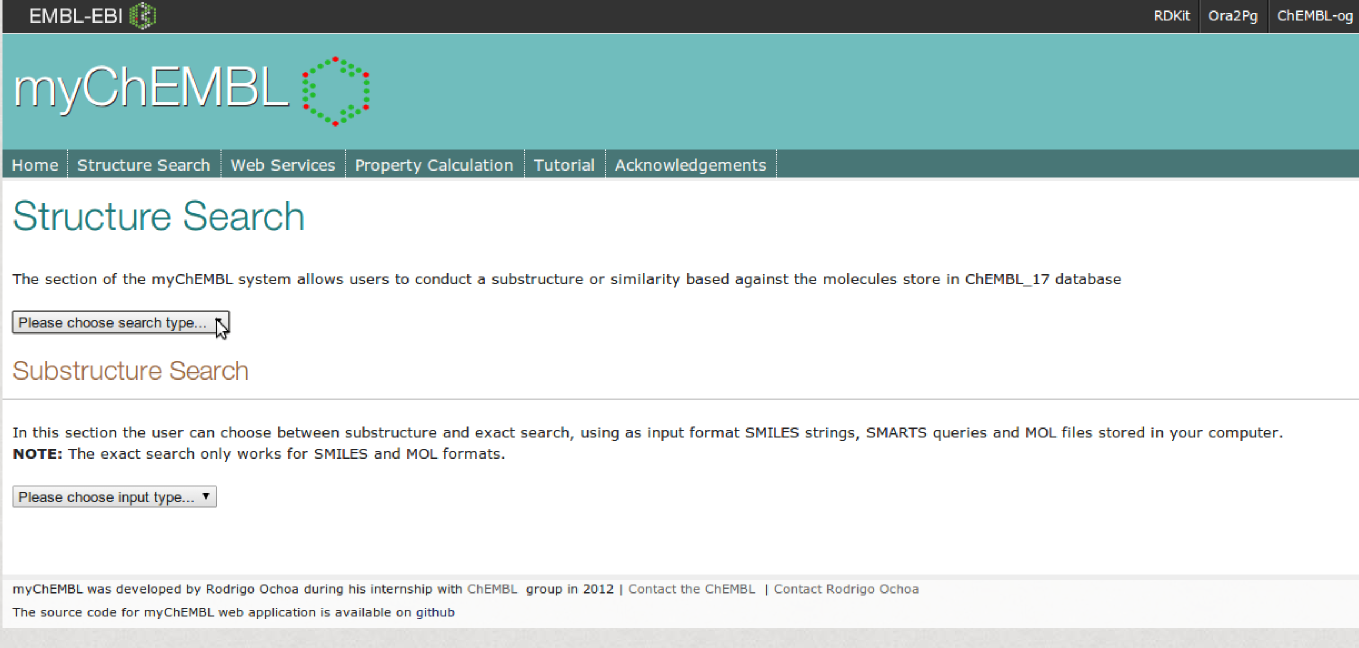 EMBL-EBI RDKit Ora2Pg ChEMBL-og
myChEMBL
Home Structure Search Web Services Property Calculation Tutorial Acknowledgements
Structure Search
The section of the myChEMBL system allows users to conduct a substructure or similarity based against the molecules store in ChEMBL_17 database
Please choose search type...
Substructure Search
In this section the user can choose between substructure and exact search, using as input format SMILES strings, SMARTS queries and MOL files stored in your computer.
NOTE: The exact search only works for SMILES and MOL formats.
Please choose input type...
myChEMBL was developed by Rodrigo Ochoa during his internship with ChEMBL group in 2012 | Contact the ChEMBL | Contact Rodrigo Ochoa
The source code for myChEMBL web application is available on github